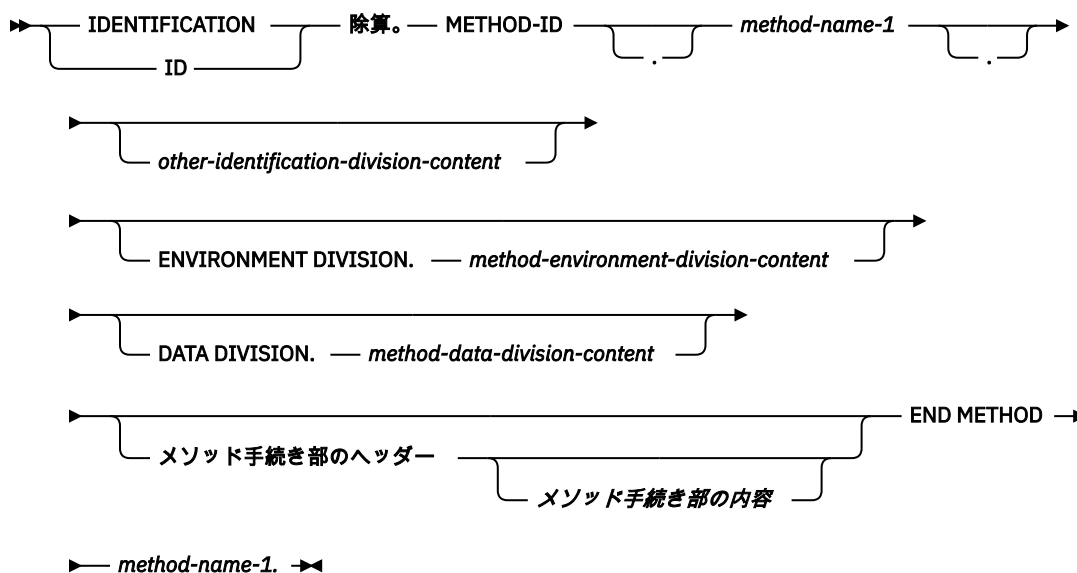 IDENTIFICATION 除算。 METHOD-ID method-name-1
ID . .
other-identification-division-content
ENVIRONMENT DIVISION. method-environment-division-content
DATA DIVISION. method-data-division-content
END METHOD
メソッド手続き部のヘッダー
メソッド手続き部の内容
method-name-1.